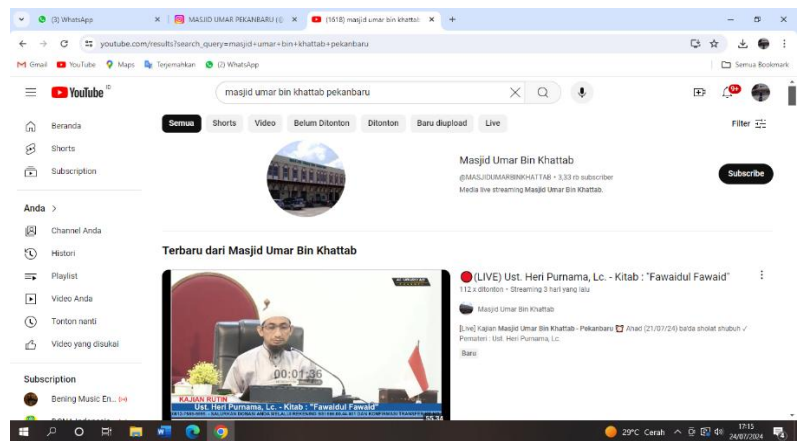 (3) WhatsApp
MASJID UMAR PEKANBARU (@
(1618) masjid umar bin khattab
youtube.com/results?search_query=masjid+umar+bin+khattab+pekanbaru
Gmail YouTube Maps Terjemahkan (2) WhatsApp
Semua Bookmark
YouTube ID
masjid umar bin khattab pekanbaru
9+
Beranda
Shorts
Subscription
Anda >
Channel Anda
Histori
Playlist
Video Anda
Tonton nanti
Video yang disukai
Subscription
Bening Music En...
Semua Shorts Video Belum Ditonton Ditonton Baru diupload Live
Filter
Masjid Umar Bin Khattab
@MASJIDUMARBINKHATTAB • 3,33 rb subscriber
Media live streaming Masjid Umar Bin Khattab.
Subscribe
Terbaru dari Masjid Umar Bin Khattab
00:01:36
KAJIAN RUTIN
Ust. Heri Purnama, Lc. - Kitab : "Fawaidul Fawaid"
55.34
(LIVE) Ust. Heri Purnama, Lc. - Kitab : "Fawaidul Fawaid"
112 x ditonton • Streaming 3 hari yang lalu
Masjid Umar Bin Khattab
[Live] Kajian Masjid Umar Bin Khattab - Pekanbaru ⏰ Ahad (21/07/24) ba'da sholat shubuh ✓
Pemateri : Ust. Heri Purnama, Lc.
Baru
29°C Cerah
17:15
24/07/2024